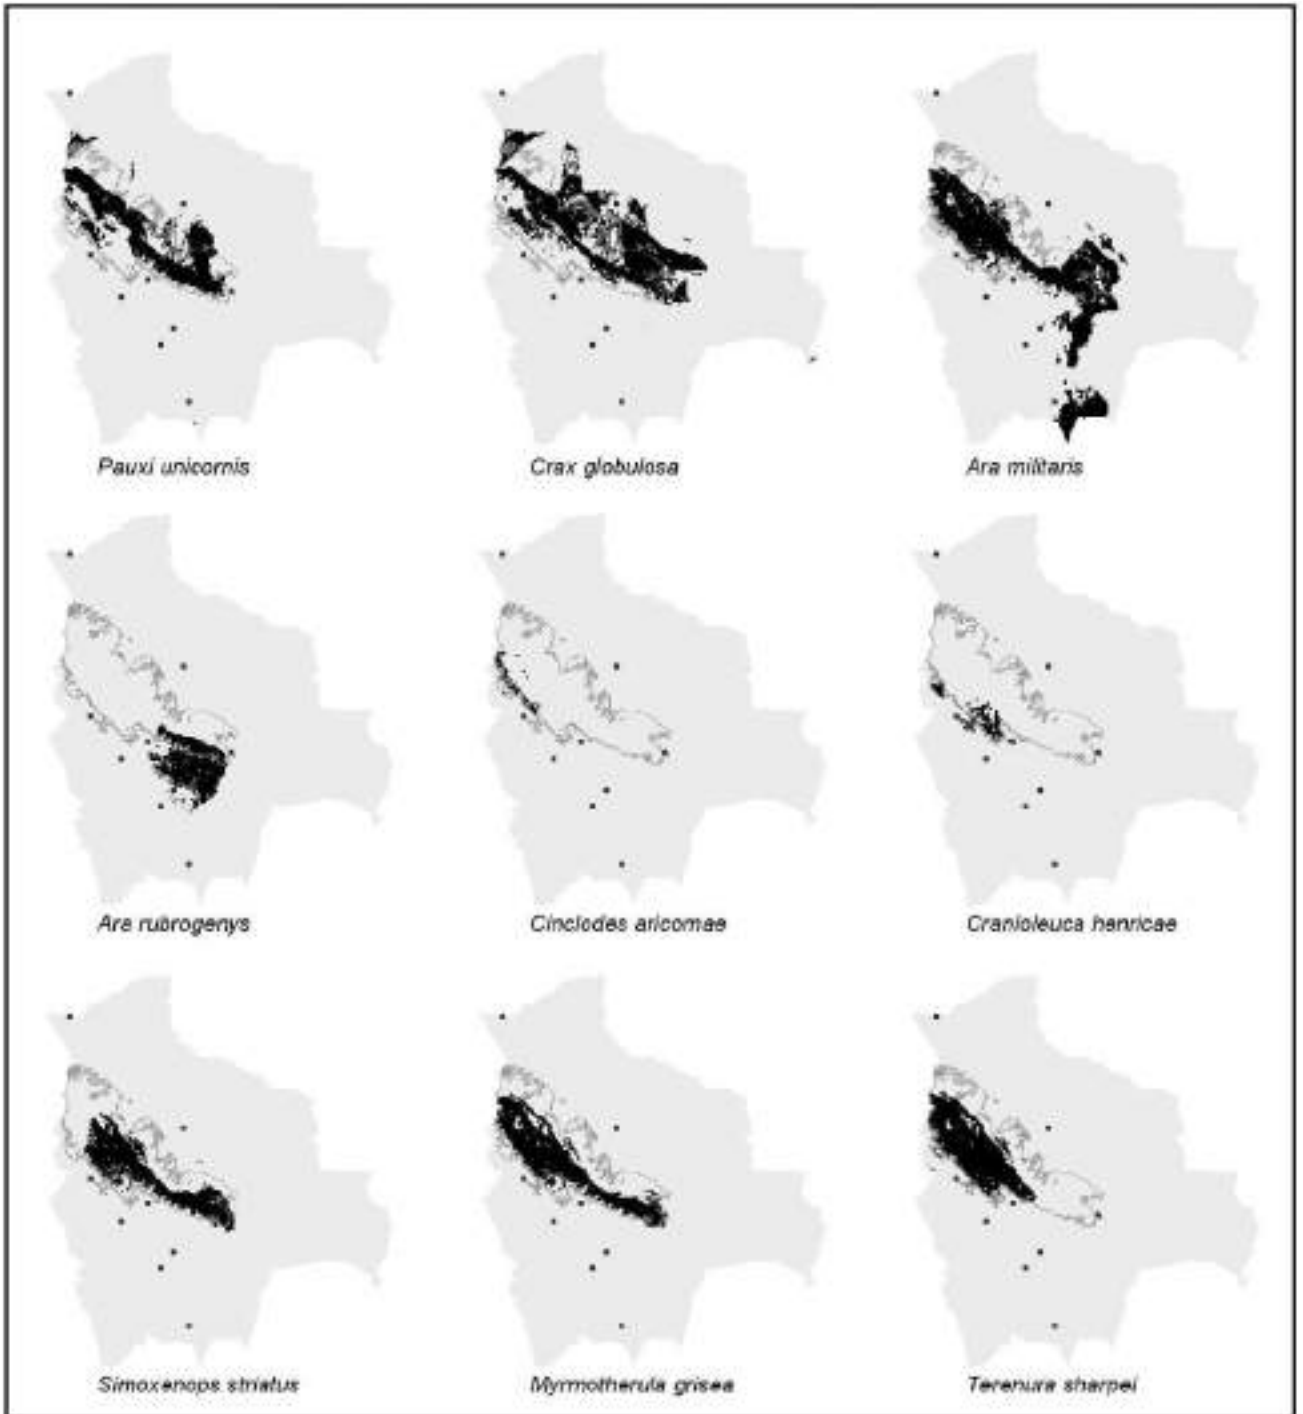 Pauxi unicornis
Crax globulosa
Ara militaris
Ara rubrogenys
Cinclodes aricomae
Cranioleuca henricae
Simoxenops striatus
Myrmotherula grisea
Terenura sharpei